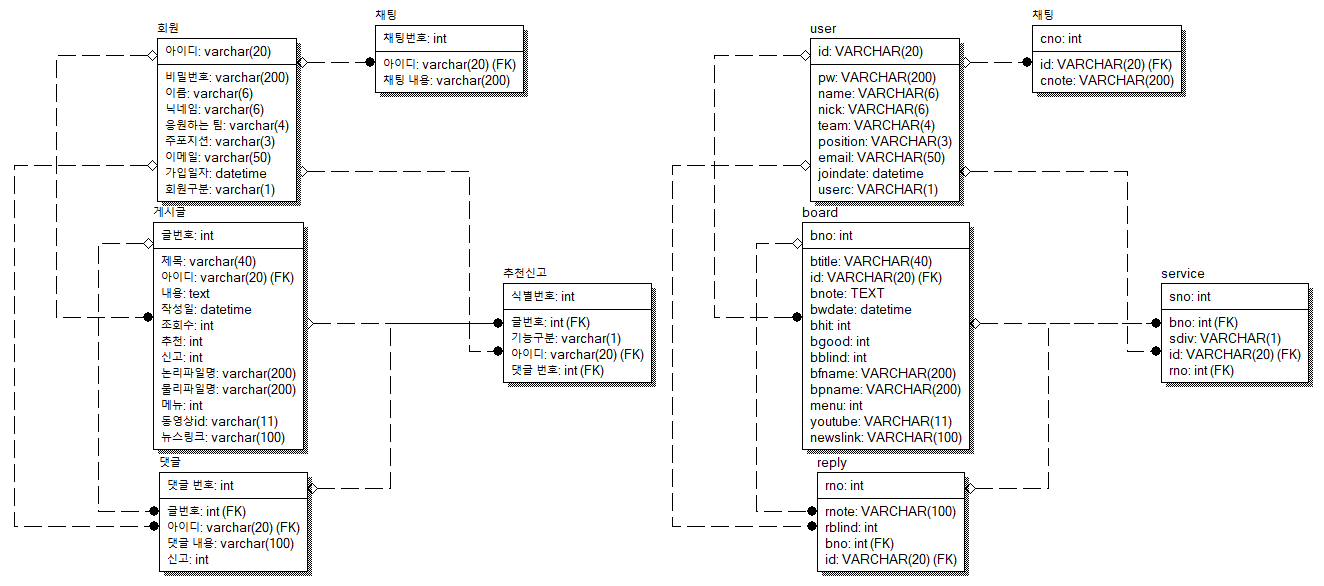 회원
아이디: varchar(20)
비밀번호: varchar(200)
이름: varchar(6)
닉네임: varchar(6)
응원하는 팀: varchar(4)
주포지션: varchar(3)
이메일: varchar(50)
가입일자: datetime
회원구분: varchar(1)
채팅
채팅번호: int
아이디: varchar(20) (FK)
채팅 내용: varchar(200)
게시글
글번호: int
제목: varchar(40)
아이디: varchar(20) (FK)
내용: text
작성일: datetime
조회수: int
추천: int
신고: int
논리파일명: varchar(200)
물리파일명: varchar(200)
메뉴: int
동영상id: varchar(11)
뉴스링크: varchar(100)
추천신고
식별번호: int
글번호: int (FK)
기능구분: varchar(1)
아이디: varchar(20) (FK)
댓글 번호: int (FK)
댓글
댓글 번호: int
글번호: int (FK)
아이디: varchar(20) (FK)
댓글 내용: varchar(100)
신고: int
user
id: VARCHAR(20)
pw: VARCHAR(200)
name: VARCHAR(6)
nick: VARCHAR(6)
team: VARCHAR(4)
position: VARCHAR(3)
email: VARCHAR(50)
joindate: datetime
userc: VARCHAR(1)
채팅
cno: int
id: VARCHAR(20) (FK)
cnote: VARCHAR(200)
board
bno: int
btitle: VARCHAR(40)
id: VARCHAR(20) (FK)
bnote: TEXT
bwdate: datetime
bhit: int
bgood: int
bblind: int
bfname: VARCHAR(200)
bpname: VARCHAR(200)
menu: int
youtube: VARCHAR(11)
newslink: VARCHAR(100)
service
sno: int
bno: int (FK)
sdiv: VARCHAR(1)
id: VARCHAR(20) (FK)
rno: int (FK)
reply
rno: int
rnote: VARCHAR(100)
rblind: int
bno: int (FK)
id: VARCHAR(20) (FK)